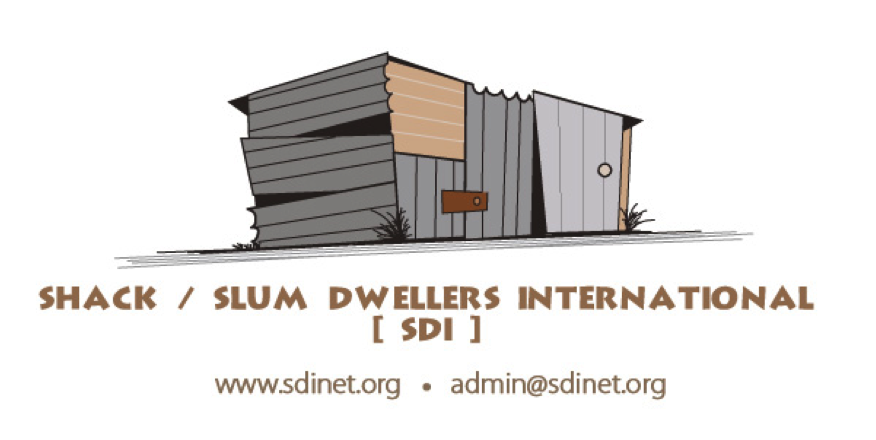 SHACK / SLUM DWELLERS INTERNATIONAL
[ SDI ]
www.sdinet.org • admin@sdinet.org